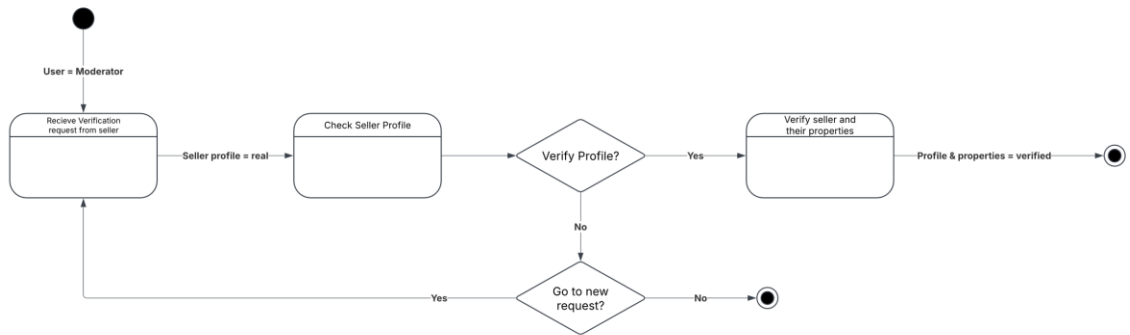 User = Moderator
Recieve Verification
request from seller
Seller profile = real
Check Seller Profile
Verify Profile?
Yes
Verify seller and
their properties
Profile & properties = verified
No
Go to new
request?
Yes
No